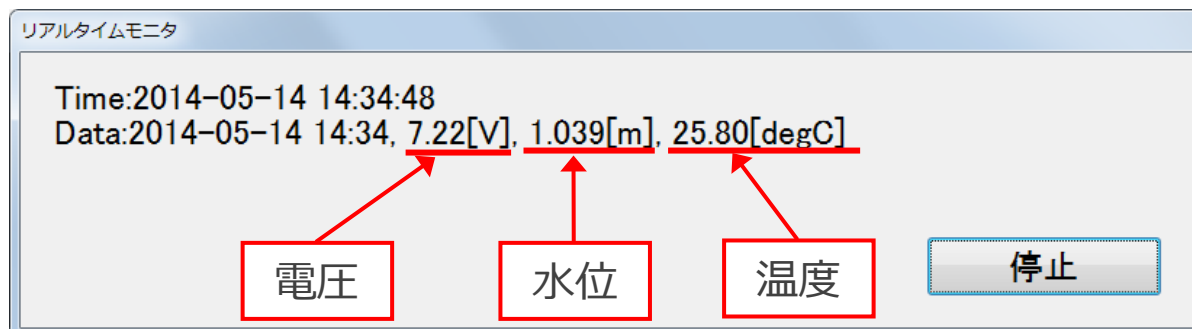 リアルタイムモニタ
Time:2014-05-14 14:34:48
Data:2014-05-14 14:34, 7.22[V], 1.039[m], 25.80[degC]
電圧 水位 温度
停止